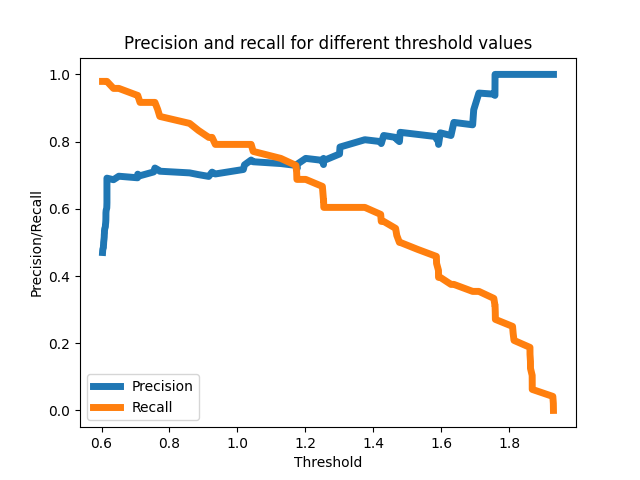 Precision and recall for different threshold values
Precision/Recall
1.0
0.8
0.6
0.4
0.2
0.0
Precision
Recall
0.6 0.8 1.0 1.2 1.4 1.6 1.8
Threshold